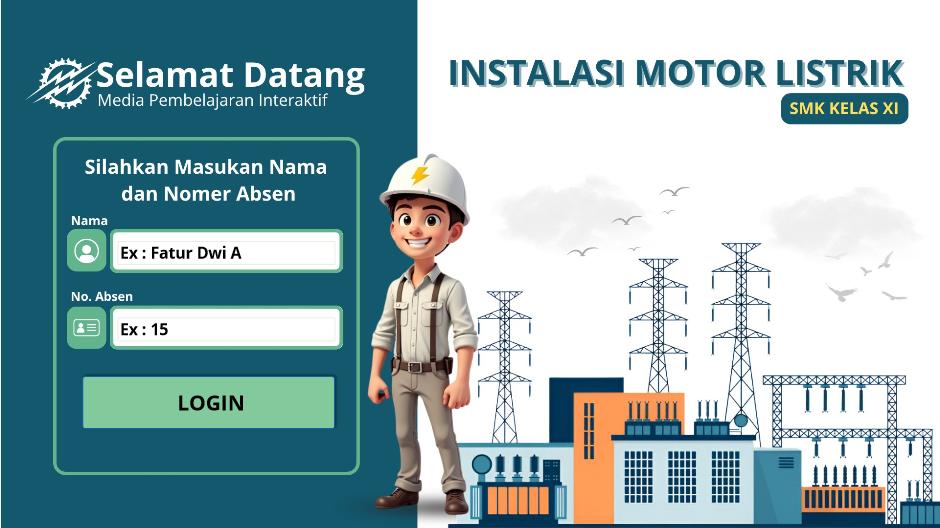 Selamat Datang
Media Pembelajaran Interaktif
INSTALASI MOTOR LISTRIK
SMK KELAS XI
Silahkan Masukan Nama
dan Nomer Absen
Nama
Ex : Fatur Dwi A
No. Absen
Ex : 15
LOGIN